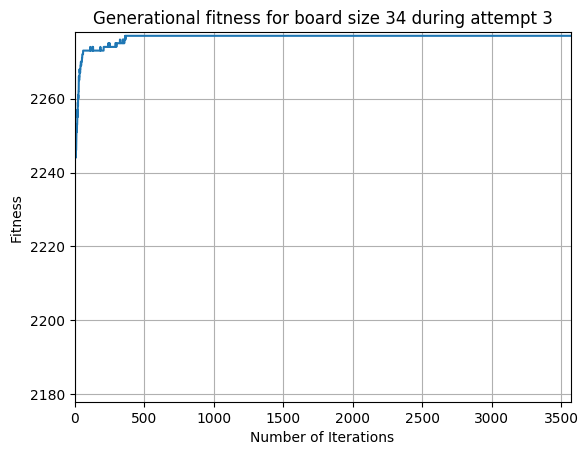 Generational fitness for board size 34 during attempt 3
Fitness
2260
2240
2220
2200
2180
0 500 1000 1500 2000 2500 3000 3500
Number of Iterations